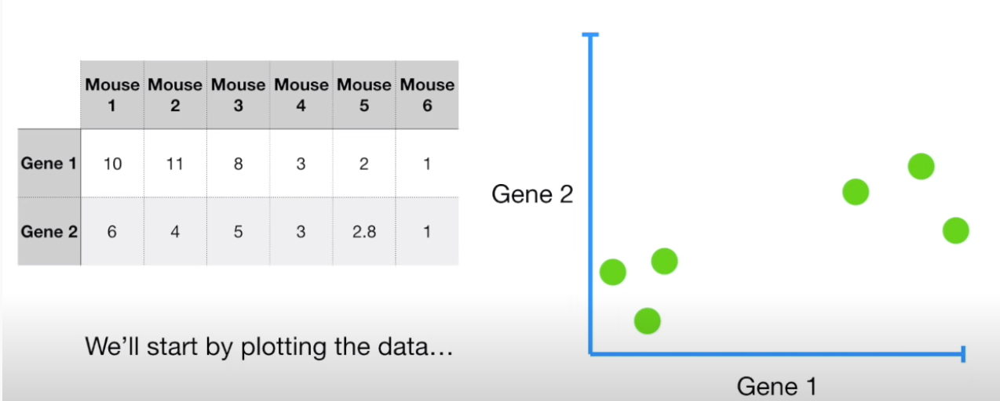 Mouse 1 Mouse 2 Mouse 3 Mouse 4 Mouse 5 Mouse 6
Gene 1 10 11 8 3 2 1
Gene 2 6 4 5 3 2.8 1
We’ll start by plotting the data…
Gene 2
Gene 1